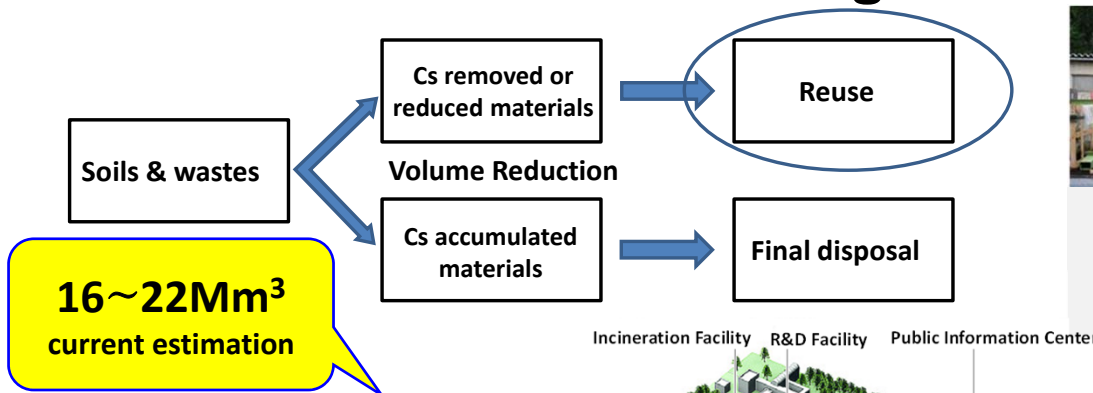 Cs removed or
reduced materials
Reuse
Soils & wastes
Volume Reduction
Cs accumulated
materials
Final disposal
16~22Mm³
current estimation
Incineration Facility
R&D Facility
Public Information Center